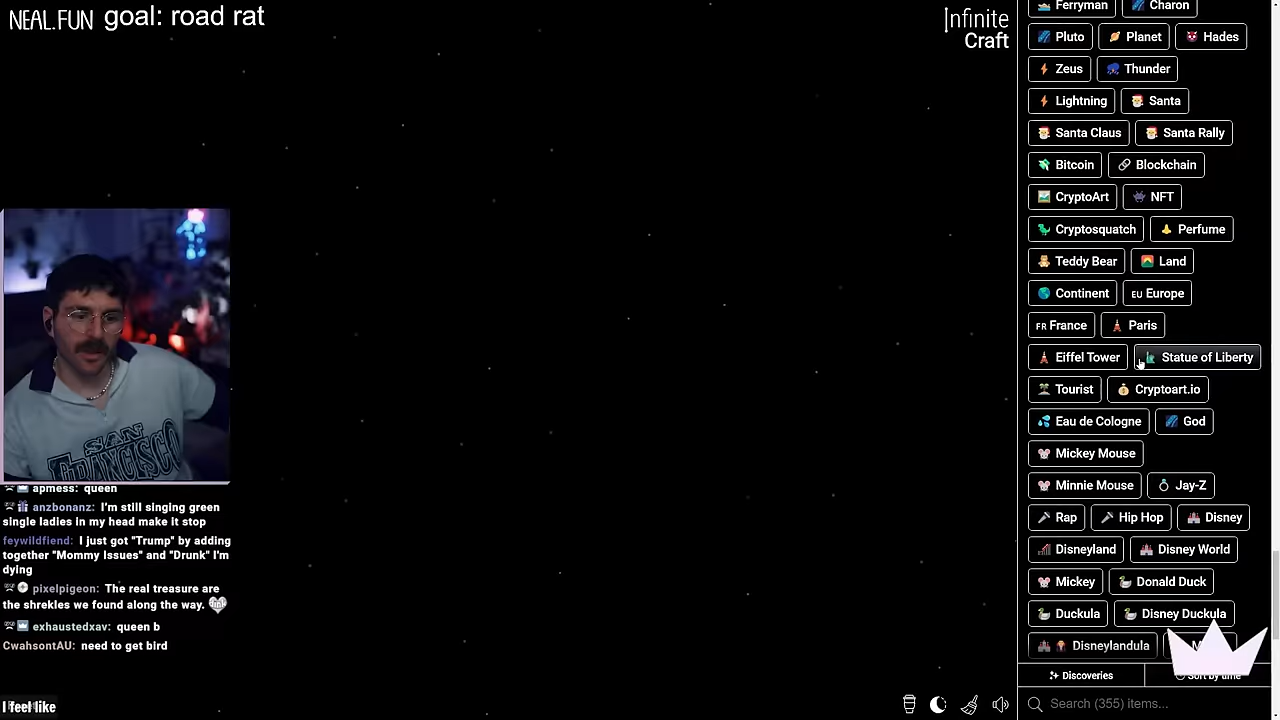 NEAL.FUN goal: road rat
Infinite
Craft
Ferryman
Charon
Pluto
Planet
Hades
Zeus
Thunder
Lightning
Santa
Santa Claus
Santa Rally
Bitcoin
Blockchain
CryptoArt
NFT
Cryptosquatch
Perfume
Teddy Bear
Land
Continent
EU Europe
FR France
Paris
Eiffel Tower
Statue of Liberty
Tourist
Cryptoart.io
Eau de Cologne
God
Mickey Mouse
Minnie Mouse
Jay-Z
Rap
Hip Hop
Disney
Disneyland
Disney World
Mickey
Donald Duck
Duckula
Disney Duckula
Disneylandula
Discoveries
Sort by time
Search (355) items...
SAN
FRANCISCO
apmess: queen
anzbonanz: I'm still singing green
single ladies in my head make it stop
feywildfiend: I just got "Trump" by adding
together "Mommy Issues" and "Drunk" I'm
dying
pixelpigeon: The real treasure are
the shrekles we found along the way.
exhaustedxav: queen b
CwahsontAU: need to get bIrd
I feel like